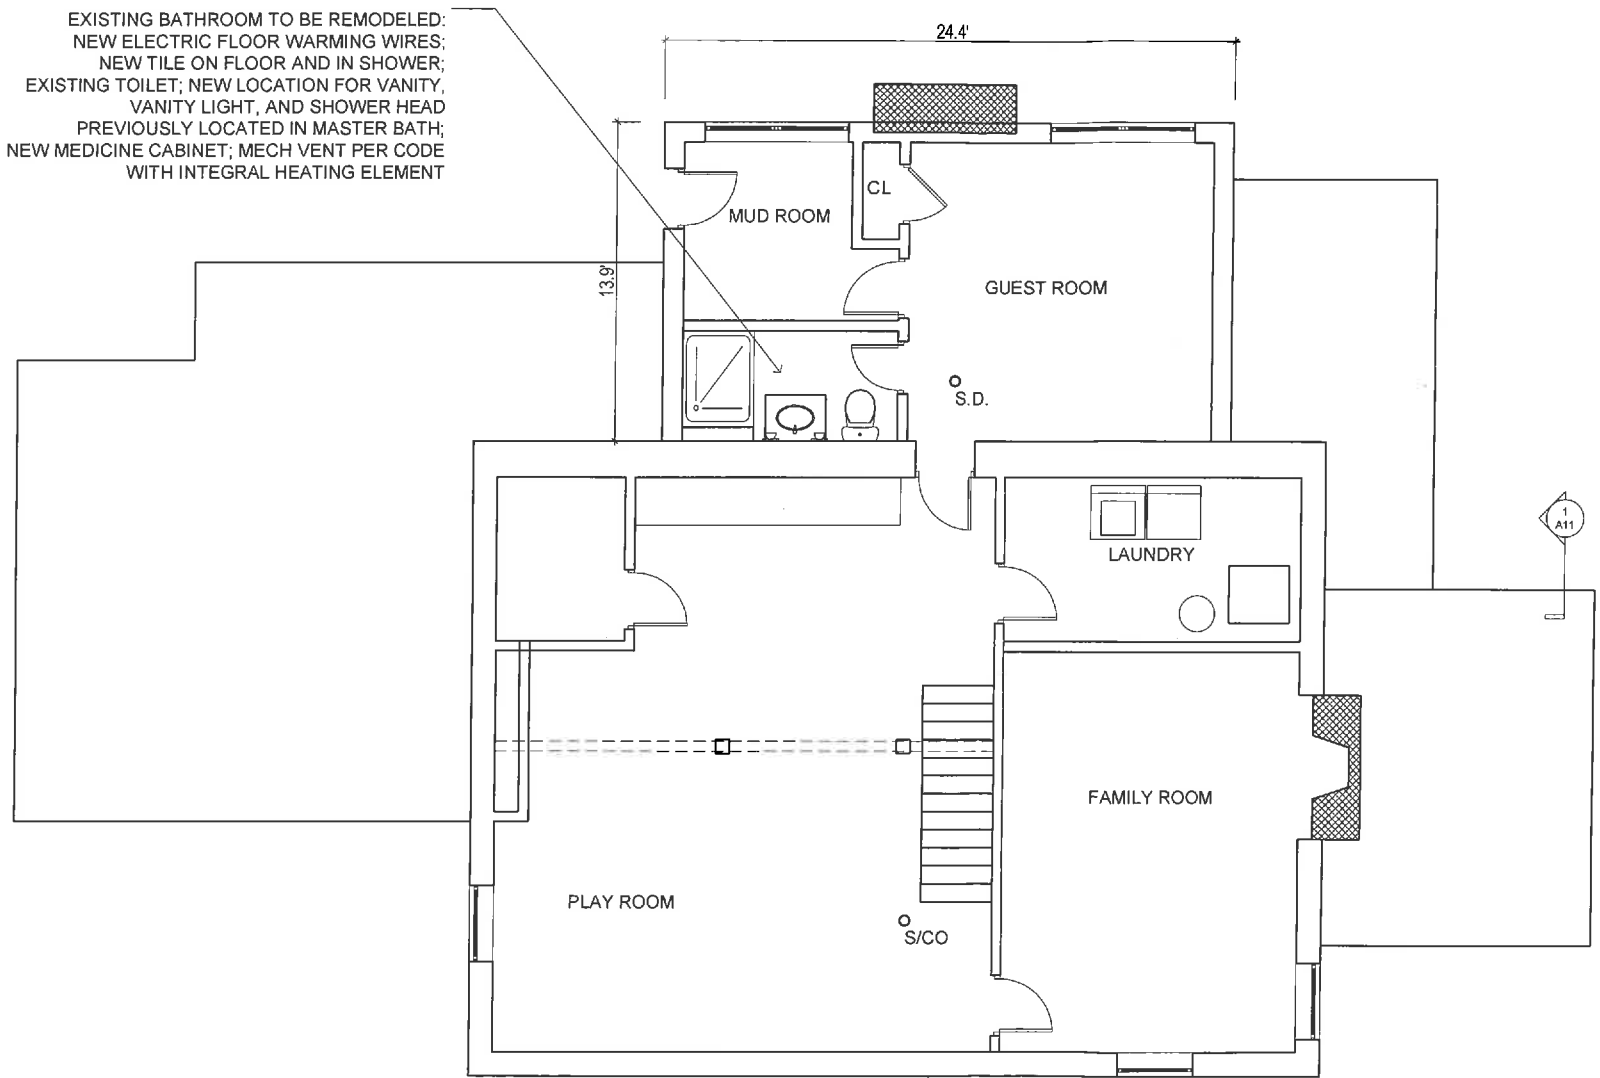 EXISTING BATHROOM TO BE REMODELED:
NEW ELECTRIC FLOOR WARMING WIRES;
NEW TILE ON FLOOR AND IN SHOWER;
EXISTING TOILET; NEW LOCATION FOR VANITY,
VANITY LIGHT, AND SHOWER HEAD
PREVIOUSLY LOCATED IN MASTER BATH;
NEW MEDICINE CABINET; MECH VENT PER CODE
WITH INTEGRAL HEATING ELEMENT
24.4'
13.9'
CL
MUD ROOM
GUEST ROOM
S.D.
1
A11
LAUNDRY
FAMILY ROOM
PLAY ROOM
S/CO